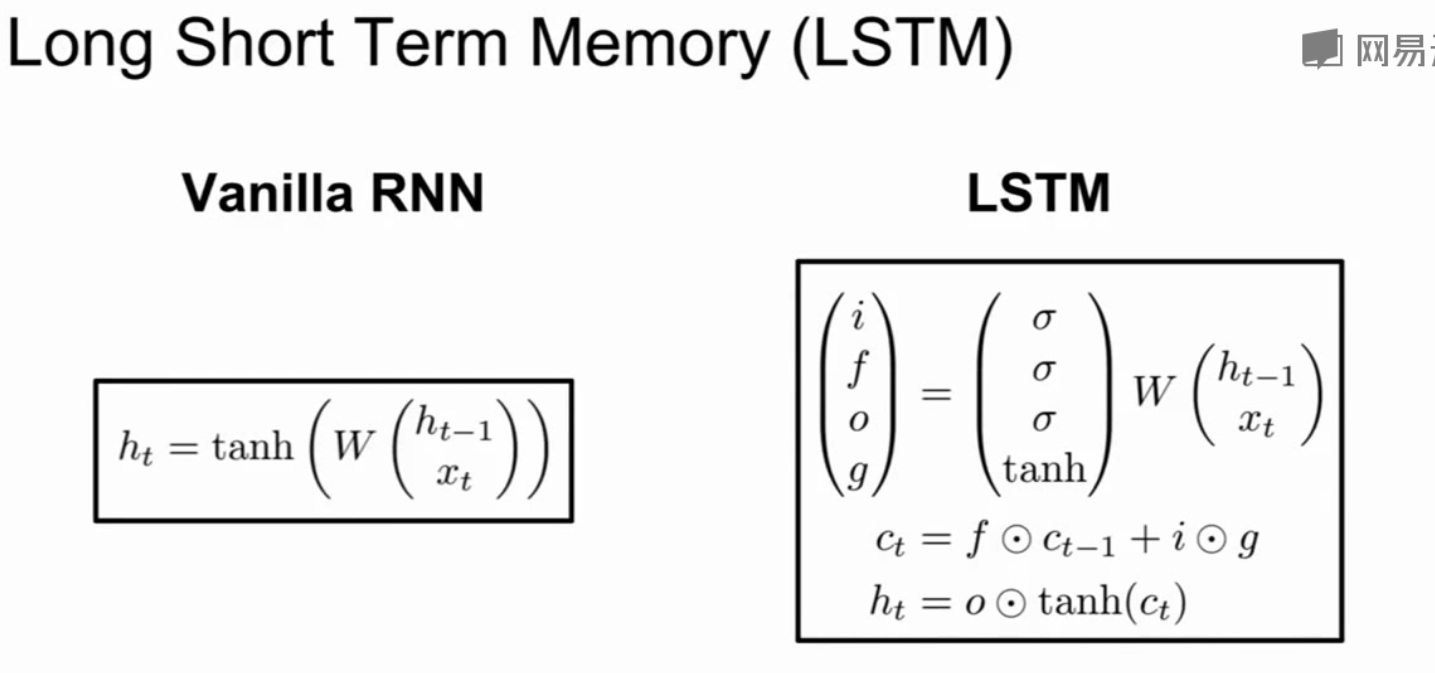 Long Short Term Memory (LSTM)
网易
Vanilla RNN
LSTM
h_t = tanh ( W ( h_{t-1} x_t ) )
( i f o g ) = ( σ σ σ tanh ) W ( h_{t-1} x_t )
c_t = f ⊙ c_{t-1} + i ⊙ g
h_t = o ⊙ tanh(c_t)